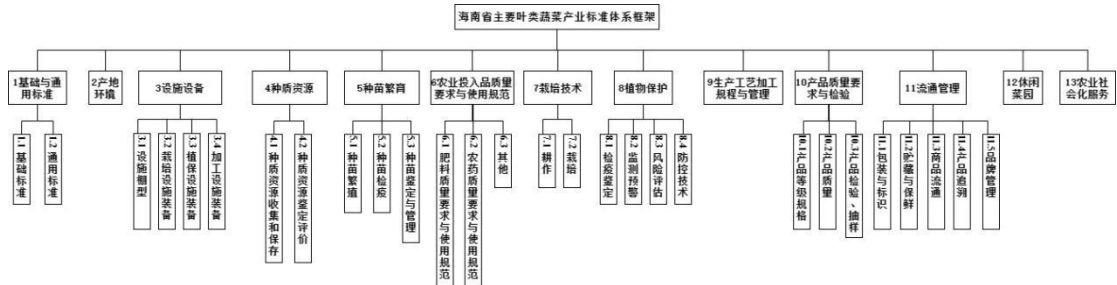 海南省主要叶类蔬菜产业标准体系框架
1基础与通
用标准
2产地
环境
3设施设备
4种质资源
5种苗繁育
6农业投入品质量
要求与使用规范
7栽培技术
8植物保护
9生产工艺加工
规程与管理
10产品质量要
求与检验
11流通管理
12休闲
菜园
13农业社
会化服务
1.1基础标准
1.2通用标准
3.1设施棚型
3.2栽培设施装备
3.3植保设施装备
3.4加工设施装备
4.1种质资源收集和保存
4.2种质资源鉴定评价
5.1种苗繁殖
5.2种苗检疫
5.3种苗鉴定与管理
6.1肥料质量要求与使用规范
6.2农药质量要求与使用规范
6.3其他
7.1耕作
7.2栽培
8.1检疫鉴定
8.2监测预警
8.3风险评估
8.4防控技术
10.1产品等级规格
10.2产品质量
10.3产品检验、抽样
11.1包装与标识
11.2贮藏与保鲜
11.3商品流通
11.4产品追溯
11.5品牌管理